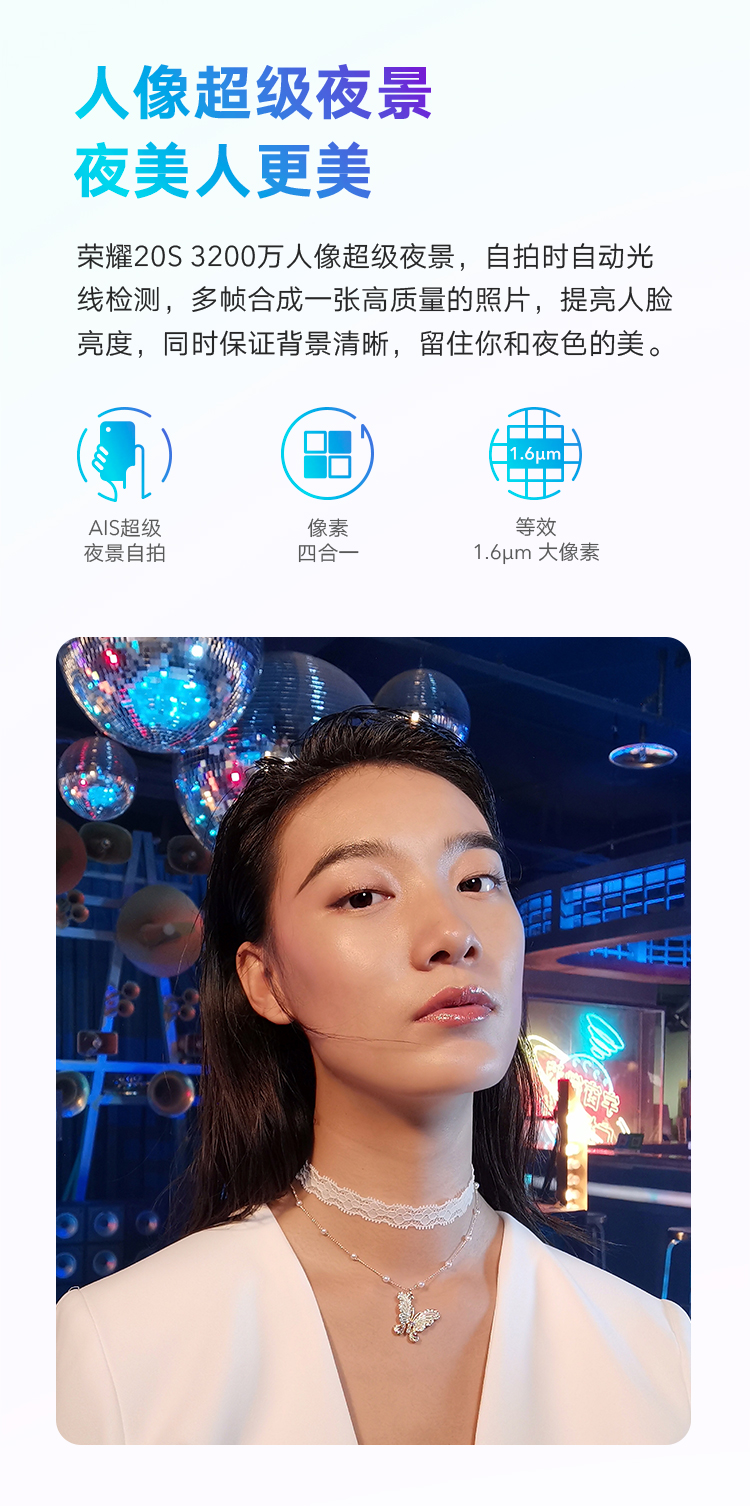 人像超级夜景
夜美人更美
荣耀20S 3200万人像超级夜景，自拍时自动光
线检测，多帧合成一张高质量的照片，提亮人脸
亮度，同时保证背景清晰，留住你和夜色的美。
1.6μm
AIS超级
夜景自拍
像素
四合一
等效
1.6μm 大像素